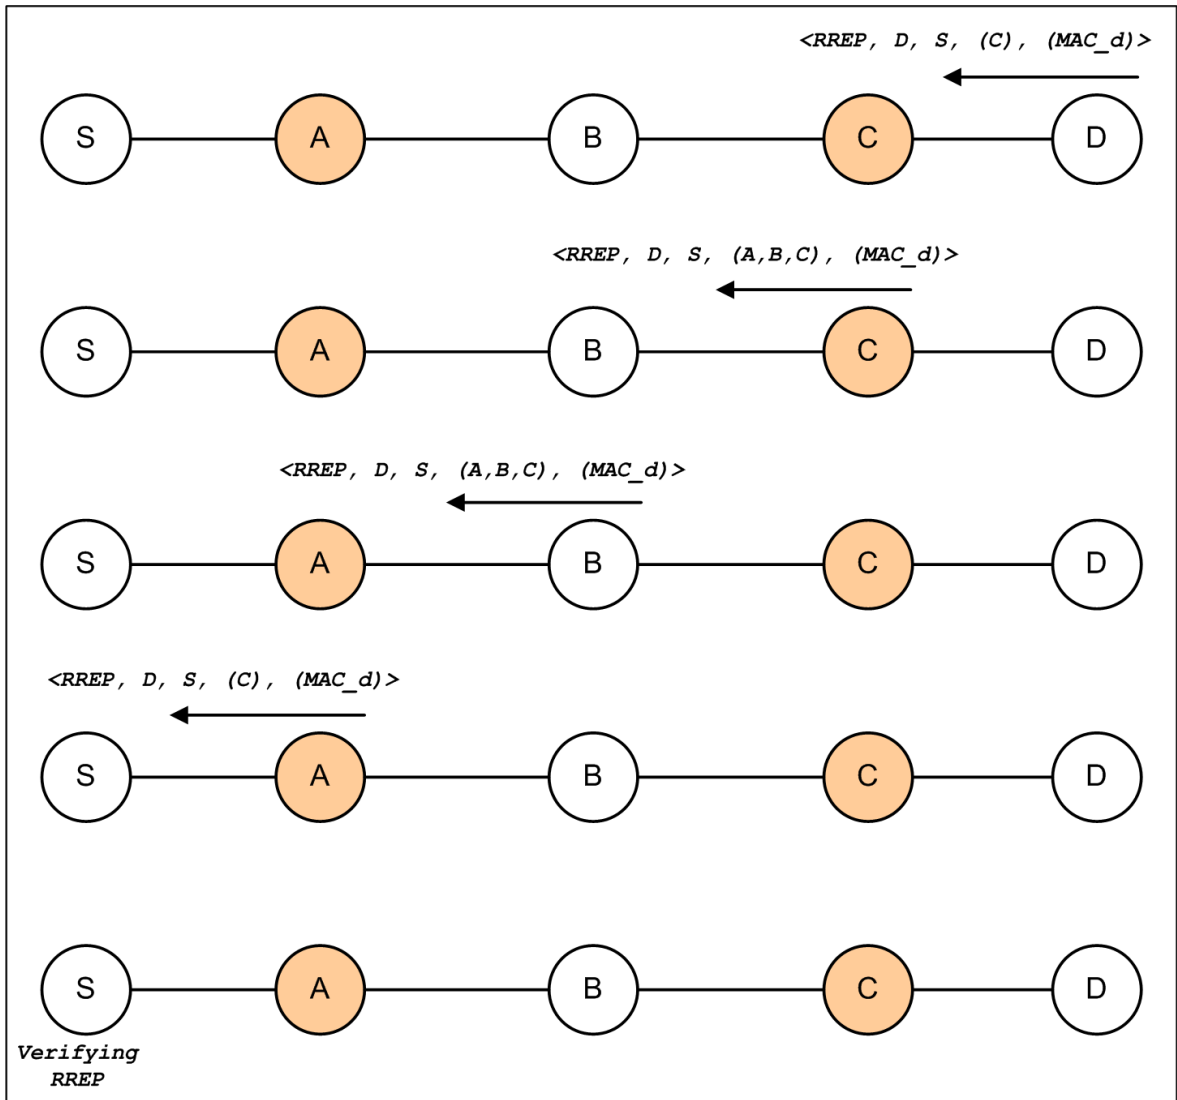 <RREP, D, S, (C), (MAC_d)>
S A B C D
<RREP, D, S, (A,B,C), (MAC_d)>
S A B C D
<RREP, D, S, (A,B,C), (MAC_d)>
S A B C D
<RREP, D, S, (C), (MAC_d)>
S A B C D
S A B C D
Verifying
RREP